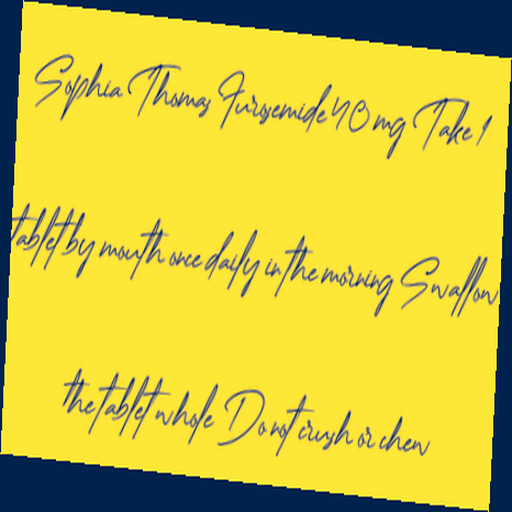 Sophia Thomas Furosemide 40 mg Take 1
tablet by mouth once daily in the morning Swallow
the tablet whole Do not crush or chew